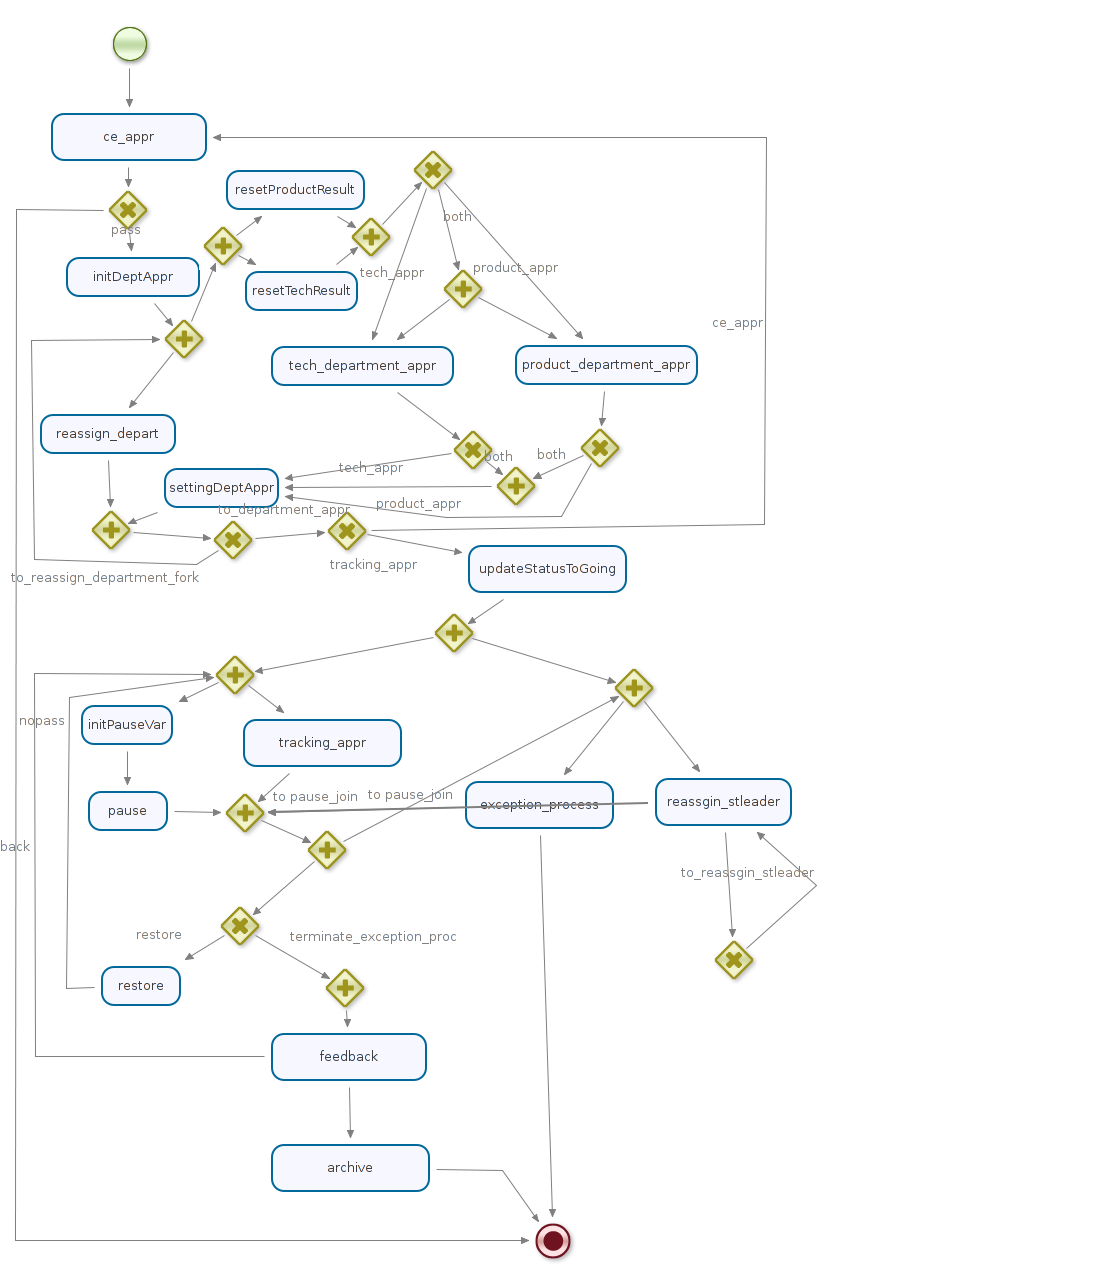 ce_appr
resetProductResult
both
pass
product_appr
tech_appr
initDeptAppr
resetTechResult
ce_appr
tech_department_appr
product_department_appr
reassign_depart
both
both
tech_appr
settingDeptAppr
product_appr
to_department_appr
tracking_appr
updateStatusToGoing
to_reassign_department_fork
nopass
initPauseVar
tracking_appr
to pause_join
to pause_join
exception_process
reassgin_stleader
pause
back
to_reassgin_stleader
restore
terminate_exception_proc
restore
feedback
archive